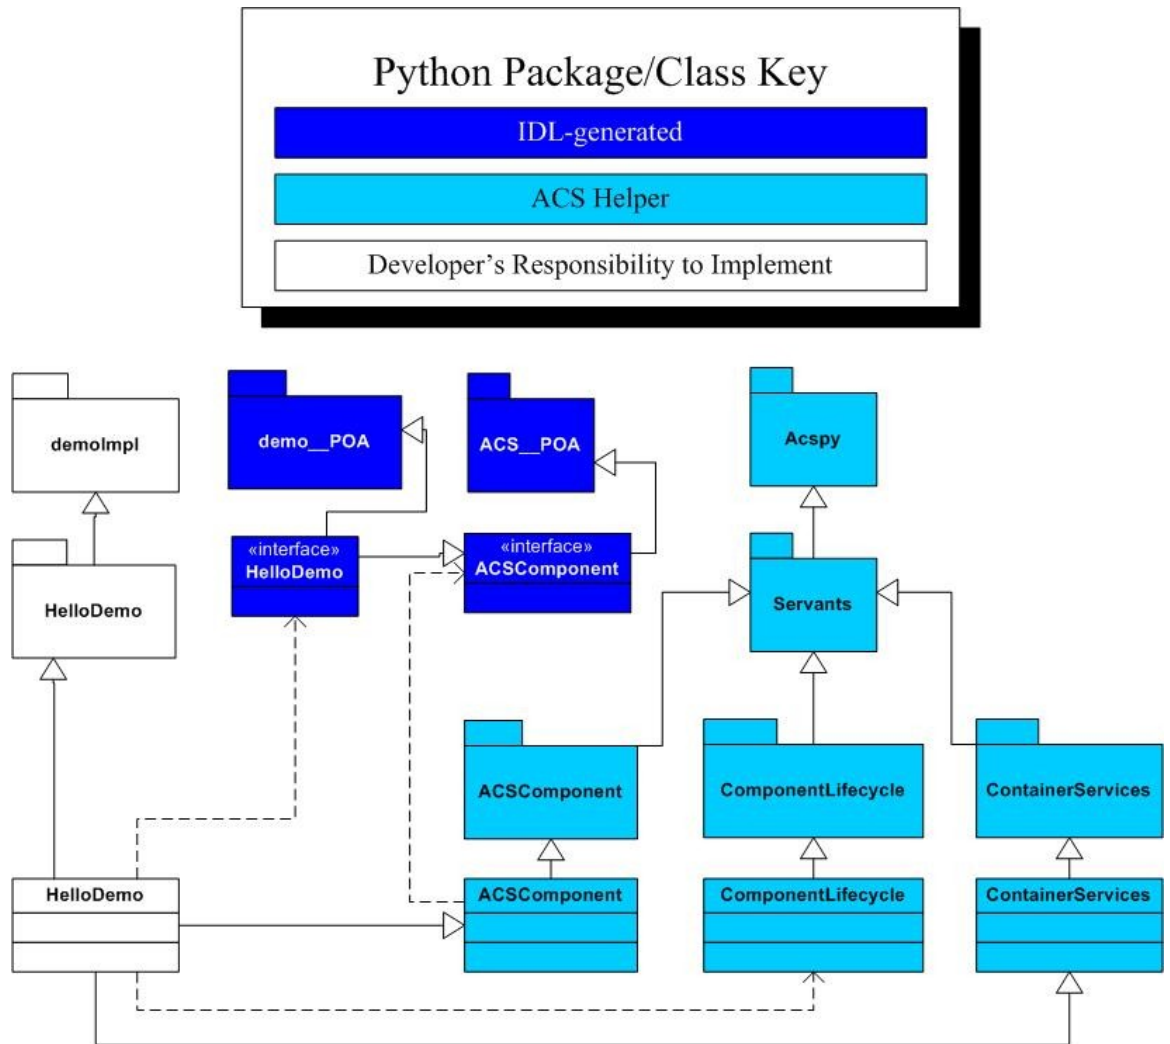 Python Package/Class Key
IDL-generated
ACS Helper
Developer's Responsibility to Implement
demoImpl
demo__POA
ACS__POA
Acspy
«interface»
HelloDemo
«interface»
ACSComponent
HelloDemo
Servants
ACSComponent
ComponentLifecycle
ContainerServices
HelloDemo
ACSComponent
ComponentLifecycle
ContainerServices